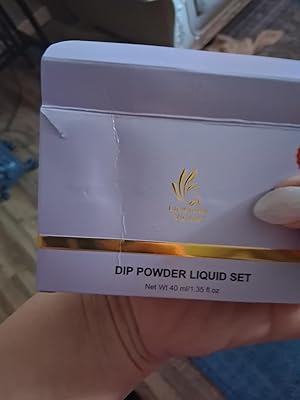 DIP POWDER LIQUID SET
Net Wt 40 ml/1.35 fl.oz